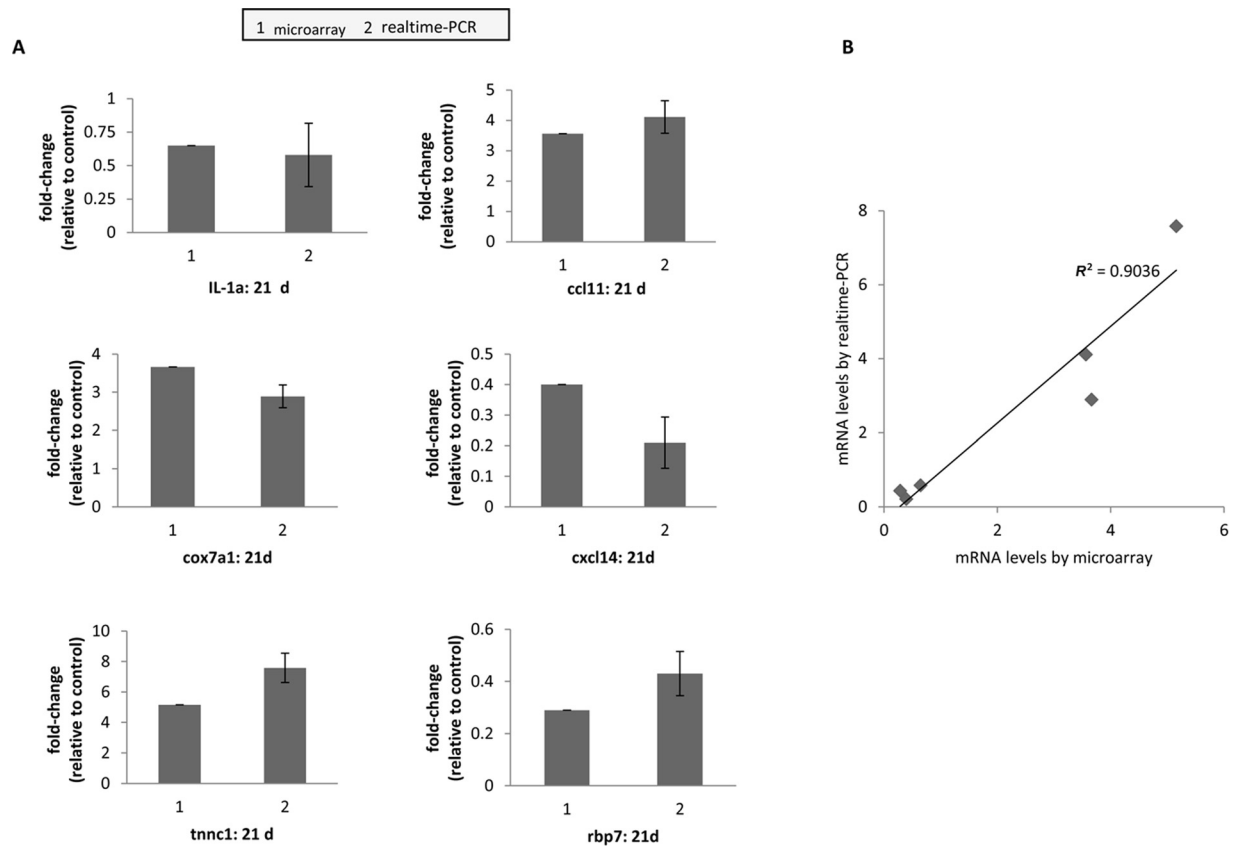 1 microarray 2 realtime-PCR
A
B
fold-change
(relative to control)
1
0.75
0.5
0.25
0
1 2
IL-1a: 21 d
fold-change
(relative to control)
5
4
3
2
1
0
1 2
ccl11: 21 d
fold-change
(relative to control)
4
3
2
1
0
1 2
cox7a1: 21d
fold-change
(relative to control)
0.5
0.4
0.3
0.2
0.1
0
1 2
cxcl14: 21d
fold-change
(relative to control)
10
8
6
4
2
0
1 2
tnnc1: 21 d
fold-change
(relative to control)
0.6
0.4
0.2
0
1 2
rbp7: 21d
mRNA levels by realtime-PCR
8
6
4
2
0
R² = 0.9036
0 2 4 6
mRNA levels by microarray